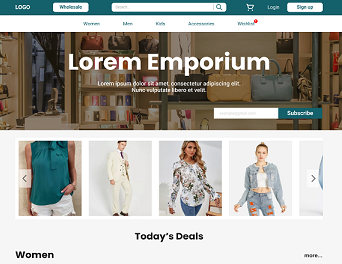 LOGO
Wholesale
Search
Login
Sign up
Women
Men
Kids
Accessories
Wishlist
Lorem Emporium
Lorem ipsum dolor sit amet, consectetur adipiscing elit.
Nunc vulputate libero et velit.
Subscribe
Today's Deals
Women
more...